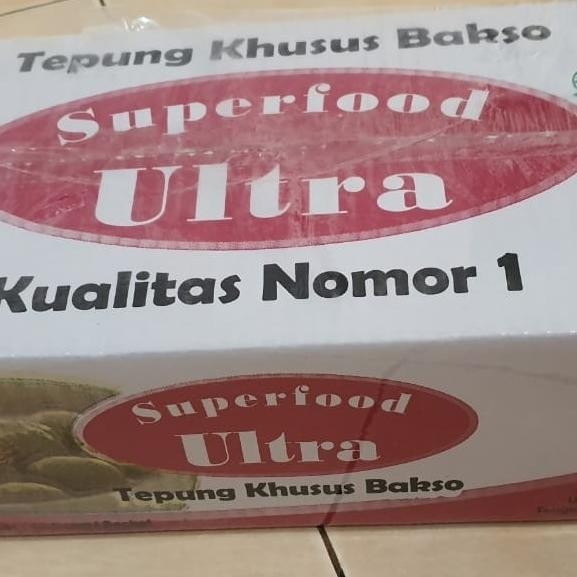 Tepung Khusus Bakso
Superfood
Ultra
Kualitas Nomor 1
Superfood
Ultra
Tepung Khusus Bakso